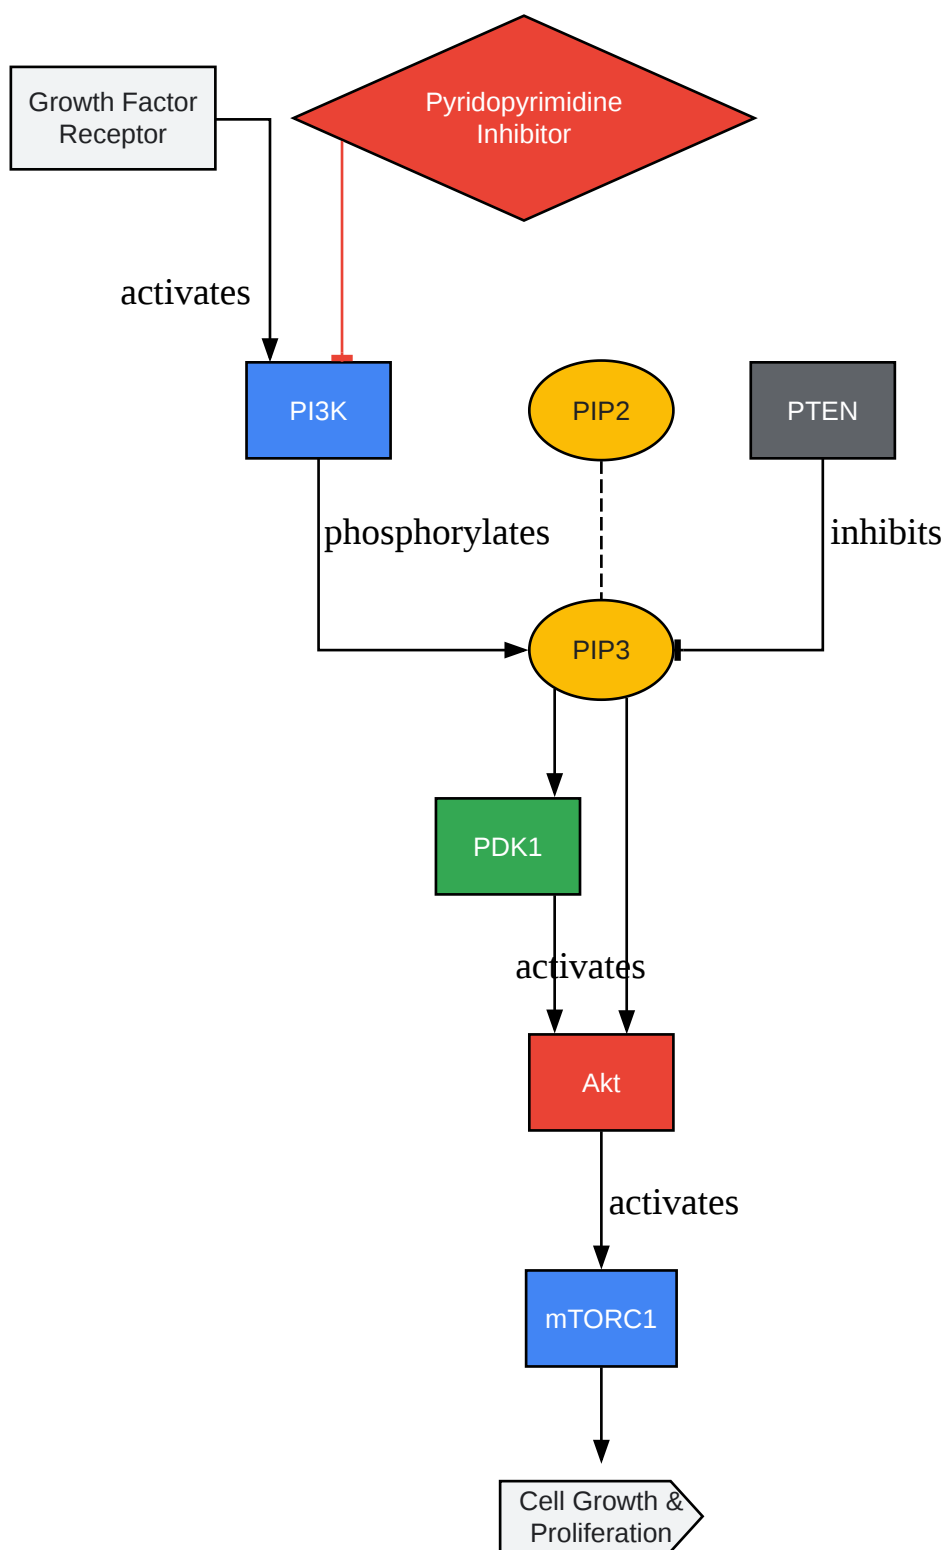 Growth Factor
Receptor
Pyridopyrimidine
Inhibitor
activates
PI3K
PIP2
PTEN
phosphorylates
inhibits
PIP3
PDK1
activates
Akt
activates
mTORC1
Cell Growth &
Proliferation